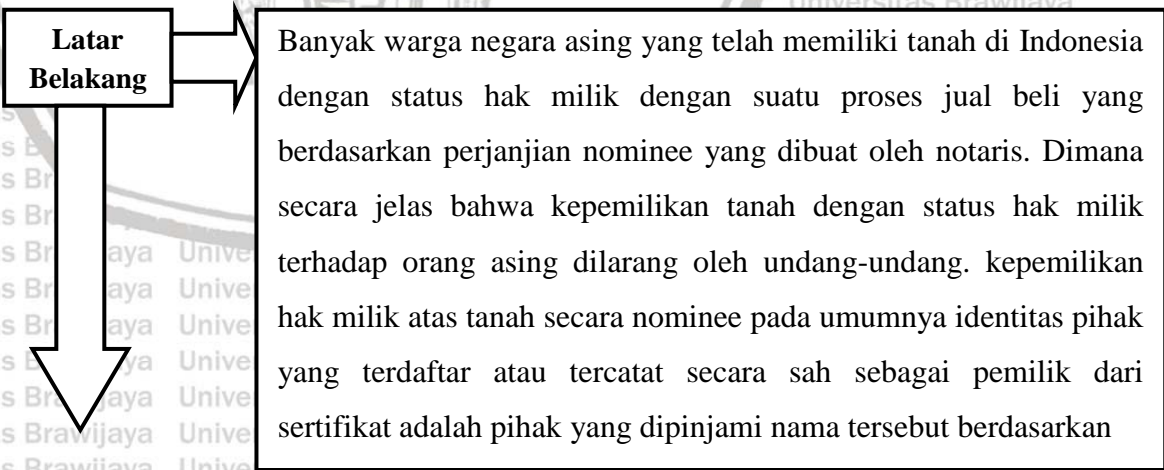 Universitas Brawijaya
Latar
Belakang
Banyak warga negara asing yang telah memiliki tanah di Indonesia
dengan status hak milik dengan suatu proses jual beli yang
berdasarkan perjanjian nominee yang dibuat oleh notaris. Dimana
secara jelas bahwa kepemilikan tanah dengan status hak milik
terhadap orang asing dilarang oleh undang-undang. kepemilikan
hak milik atas tanah secara nominee pada umumnya identitas pihak
yang terdaftar atau tercatat secara sah sebagai pemilik dari
sertifikat adalah pihak yang dipinjami nama tersebut berdasarkan